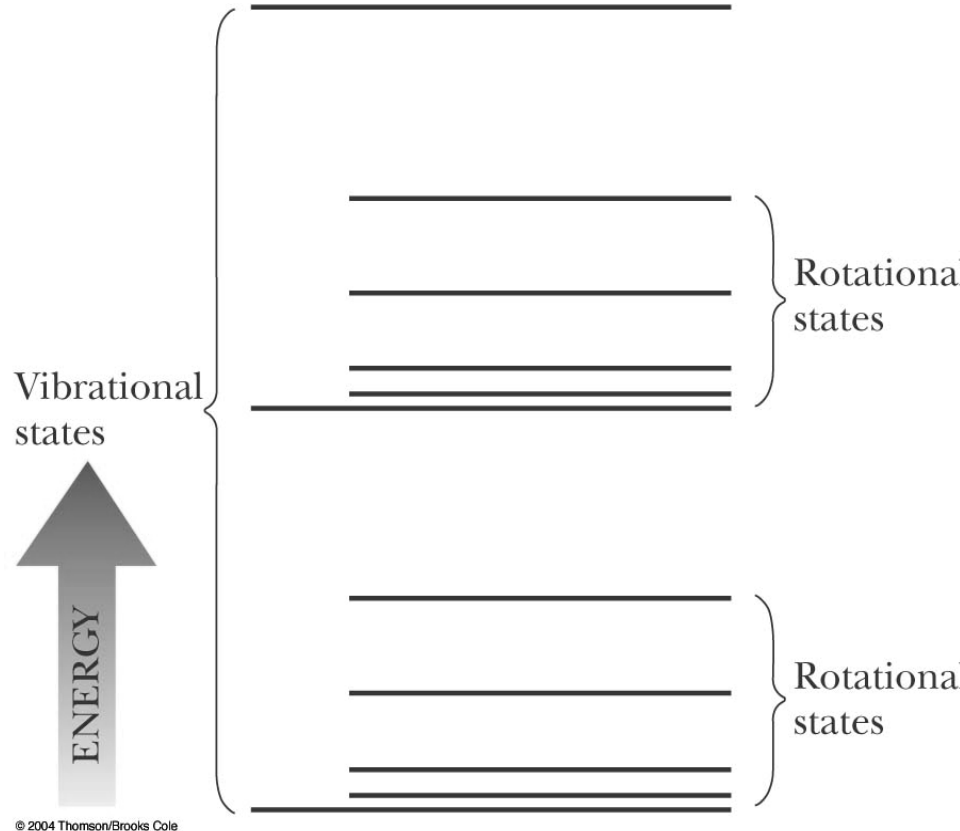 Rotational
states
Vibrational
states
ENERGY
Rotational
states
© 2004 Thomson/Brooks Cole